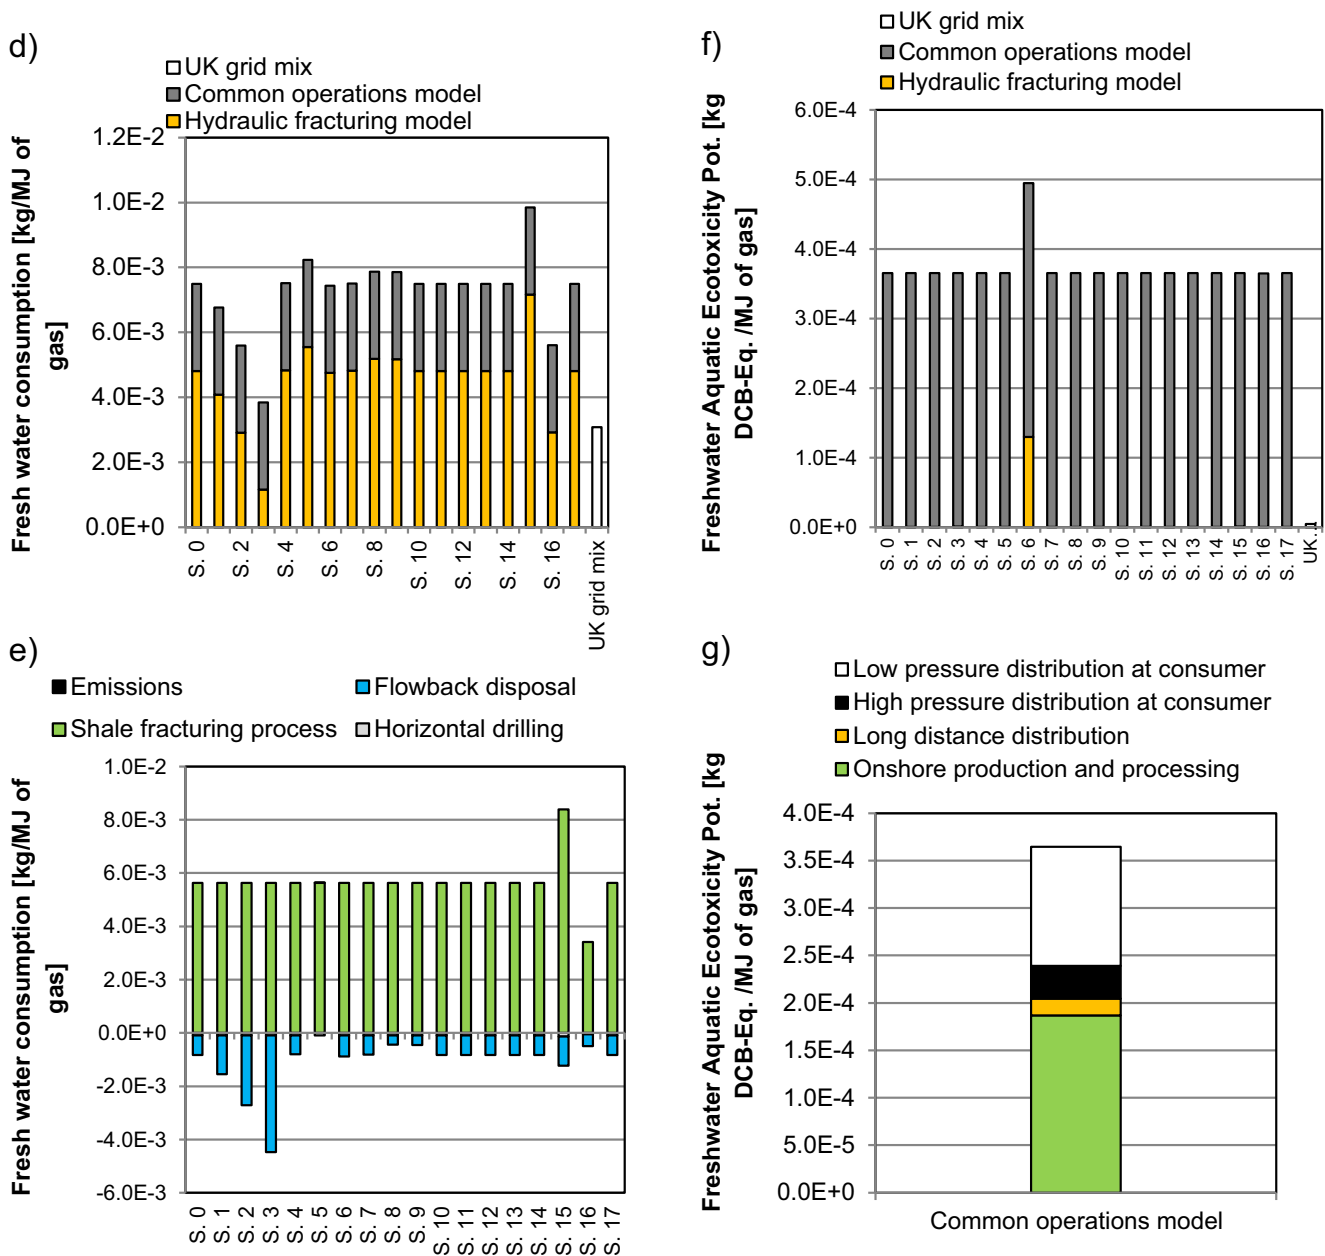 d)
UK grid mix
Common operations model
Hydraulic fracturing model
Fresh water consumption [kg/MJ of
gas]
1.2E-2
1.0E-2
8.0E-3
6.0E-3
4.0E-3
2.0E-3
0.0E+0
S. 0
S. 2
S. 4
S. 6
S. 8
S. 10
S. 12
S. 14
S. 16
UK grid mix
f)
UK grid mix
Common operations model
Hydraulic fracturing model
Freshwater Aquatic Ecotoxicity Pot. [kg
DCB-Eq. /MJ of gas]
6.0E-4
5.0E-4
4.0E-4
3.0E-4
2.0E-4
1.0E-4
0.0E+0
S. 0
S. 1
S. 2
S. 3
S. 4
S. 5
S. 6
S. 7
S. 8
S. 9
S. 10
S. 11
S. 12
S. 13
S. 14
S. 15
S. 16
S. 17
UK...
e)
Emissions
Flowback disposal
Shale fracturing process
Horizontal drilling
Fresh water consumption [kg/MJ of
gas]
1.0E-2
8.0E-3
6.0E-3
4.0E-3
2.0E-3
0.0E+0
-2.0E-3
-4.0E-3
-6.0E-3
S. 0
S. 1
S. 2
S. 3
S. 4
S. 5
S. 6
S. 7
S. 8
S. 9
S. 10
S. 11
S. 12
S. 13
S. 14
S. 15
S. 16
S. 17
g)
Low pressure distribution at consumer
High pressure distribution at consumer
Long distance distribution
Onshore production and processing
Freshwater Aquatic Ecotoxicity Pot. [kg
DCB-Eq. /MJ of gas]
4.0E-4
3.5E-4
3.0E-4
2.5E-4
2.0E-4
1.5E-4
1.0E-4
5.0E-5
0.0E+0
Common operations model